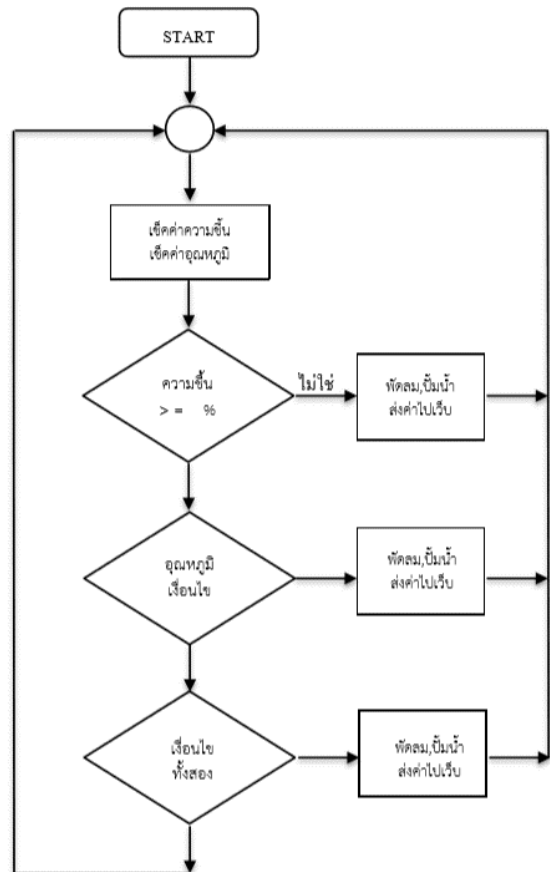 START
เช็คค่าความชื้น
เช็คค่าอุณหภูมิ
ความชื้น
> = %
ไม่ใช่
พัดลม,ปั๊มน้ำ
ส่งค่าไปเว็บ
อุณหภูมิ
เงื่อนไข
พัดลม,ปั๊มน้ำ
ส่งค่าไปเว็บ
เงื่อนไข
ทั้งสอง
พัดลม,ปั๊มน้ำ
ส่งค่าไปเว็บ